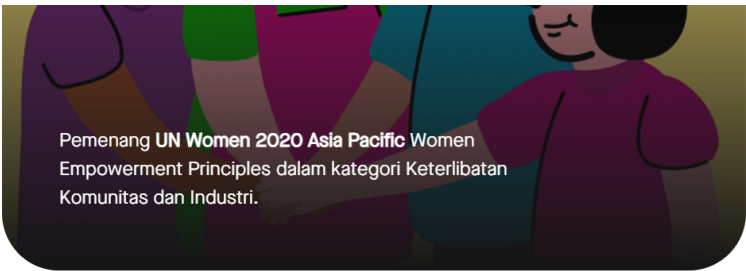 Pemenang UN Women 2020 Asia Pacific Women
Empowerment Principles dalam kategori Keterlibatan
Komunitas dan Industri.